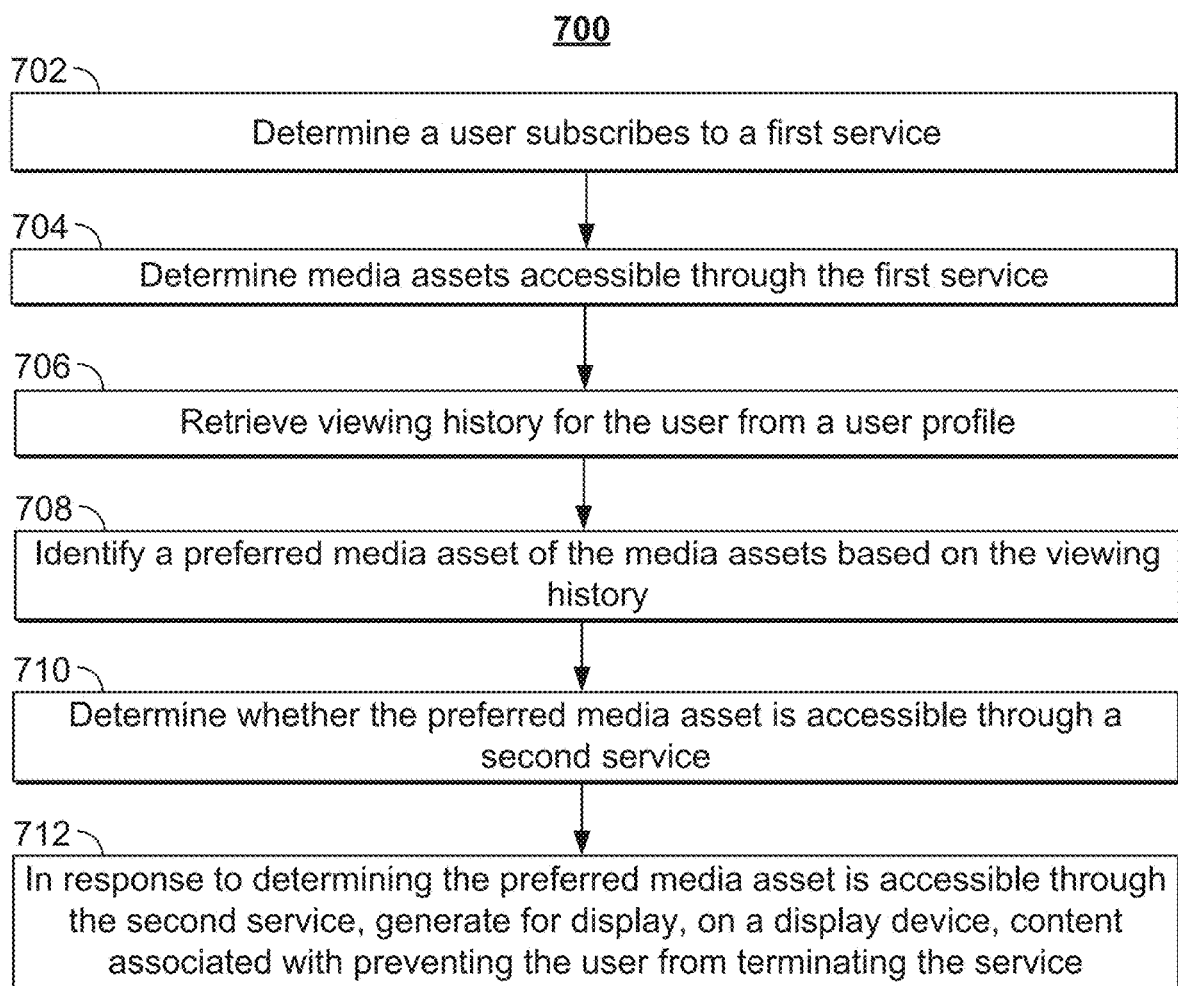 700
702
Determine a user subscribes to a first service
704
Determine media assets accessible through the first service
706
Retrieve viewing history for the user from a user profile
708
Identify a preferred media asset of the media assets based on the viewing
history
710
Determine whether the preferred media asset is accessible through a
second service
712
In response to determining the preferred media asset is accessible through
the second service, generate for display, on a display device, content
associated with preventing the user from terminating the service